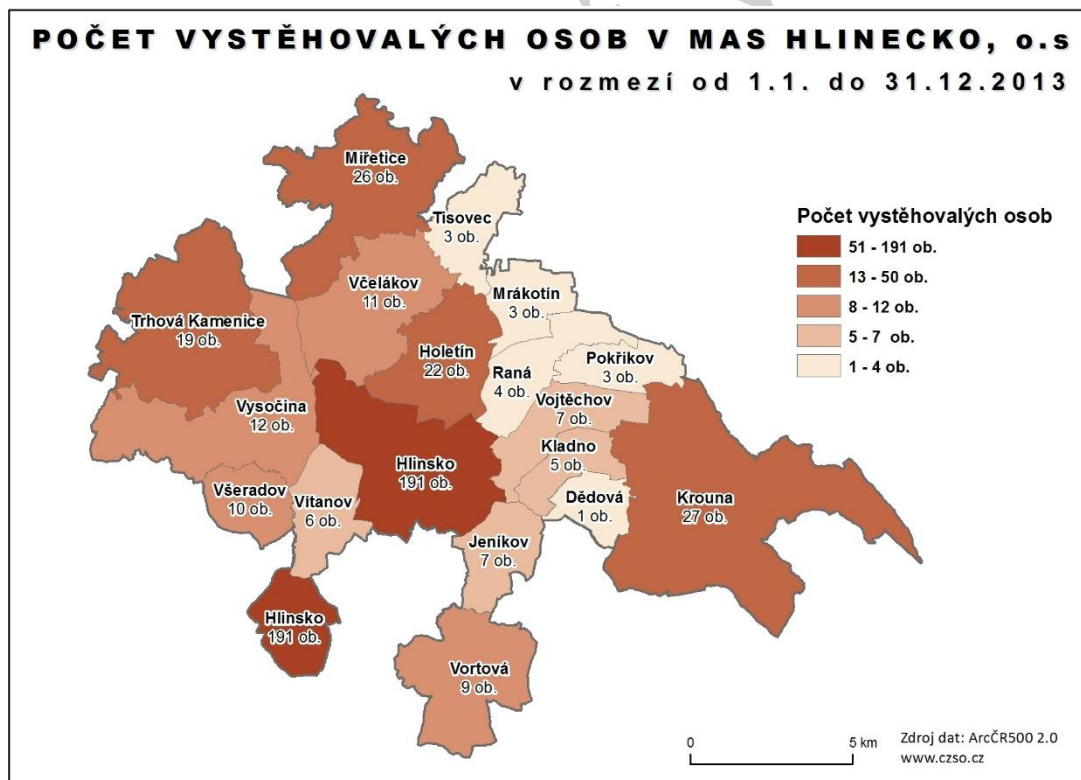 POČET VYSTĚHOVALÝCH OSOB V MAS HLINECKO, o.s
v rozmezí od 1.1. do 31.12.2013
Miřetice
26 ob.
Tisovec
3 ob.
Včelákov
11 ob.
Mrákotín
3 ob.
Trhová Kamenice
19 ob.
Holetín
22 ob.
Raná
4 ob.
Pokřikov
3 ob.
Vojtěchov
7 ob.
Vysočina
12 ob.
Kladno
5 ob.
Hlinsko
191 ob.
Všeradov
10 ob.
Vítanov
6 ob.
Dědová
1 ob.
Krouna
27 ob.
Jeníkov
7 ob.
Hlinsko
191 ob.
Vortová
9 ob.
Počet vystěhovalých osob
51 - 191 ob.
13 - 50 ob.
8 - 12 ob.
5 - 7 ob.
1 - 4 ob.
0 5 km
Zdroj dat: ArcČR500 2.0
www.czso.cz